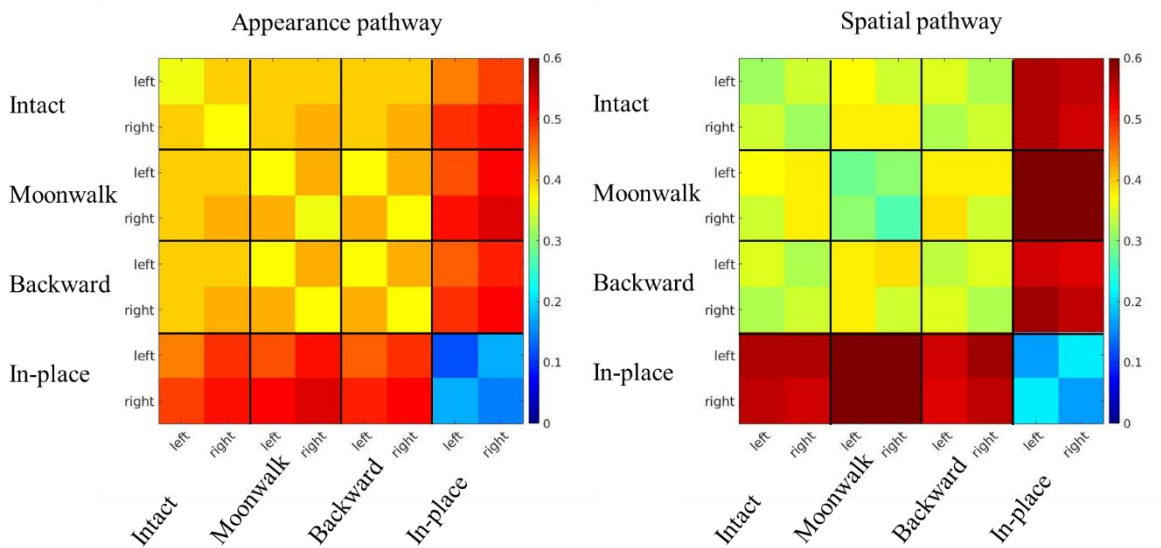 Appearance pathway
Intact
Moonwalk
Backward
In-place
left
right
left
right
left
right
left
right
left
right
left
right
left
right
left
right
Intact
Moonwalk
Backward
In-place
0.6
0.5
0.4
0.3
0.2
0.1
0
Spatial pathway
Intact
Moonwalk
Backward
In-place
left
right
left
right
left
right
left
right
left
right
left
right
left
right
left
right
Intact
Moonwalk
Backward
In-place
0.6
0.5
0.4
0.3
0.2
0.1
0